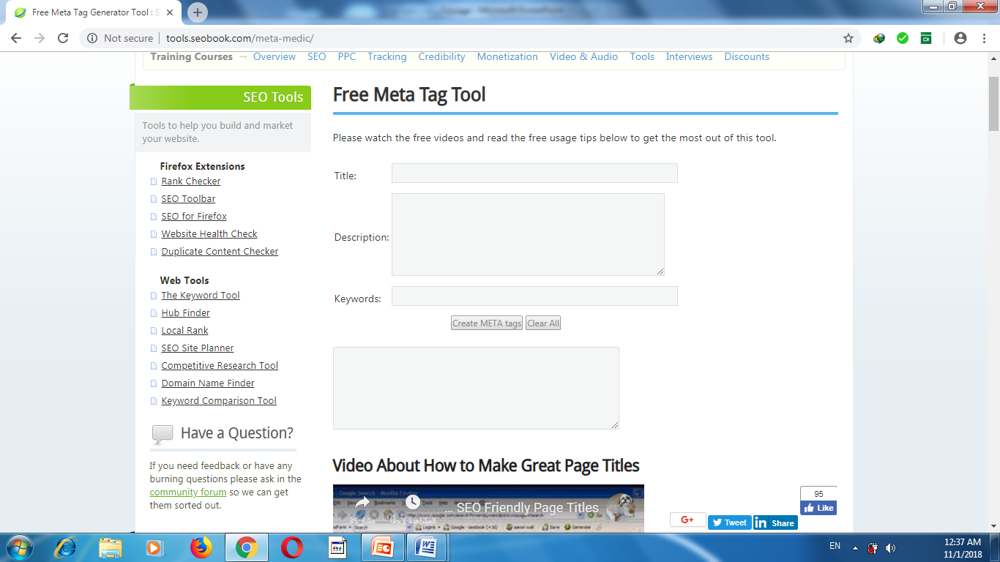 Free Meta Tag Generator Tool : S
Not secure
tools.seobook.com/meta-medic/
Training Courses → Overview SEO PPC Tracking Credibility Monetization Video & Audio Tools Interviews Discounts
SEO Tools
Tools to help you build and market
your website.
Firefox Extensions
Rank Checker
SEO Toolbar
SEO for Firefox
Website Health Check
Duplicate Content Checker
Web Tools
The Keyword Tool
Hub Finder
Local Rank
SEO Site Planner
Competitive Research Tool
Domain Name Finder
Keyword Comparison Tool
Have a Question?
If you need feedback or have any
burning questions please ask in the
community forum so we can get
them sorted out.
Free Meta Tag Tool
Please watch the free videos and read the free usage tips below to get the most out of this tool.
Title:
Description:
Keywords:
Create META tags Clear All
Video About How to Make Great Page Titles
... SEO Friendly Page Titles
95
Like
G+
Tweet
in Share
EN
12:37 AM
11/1/2018